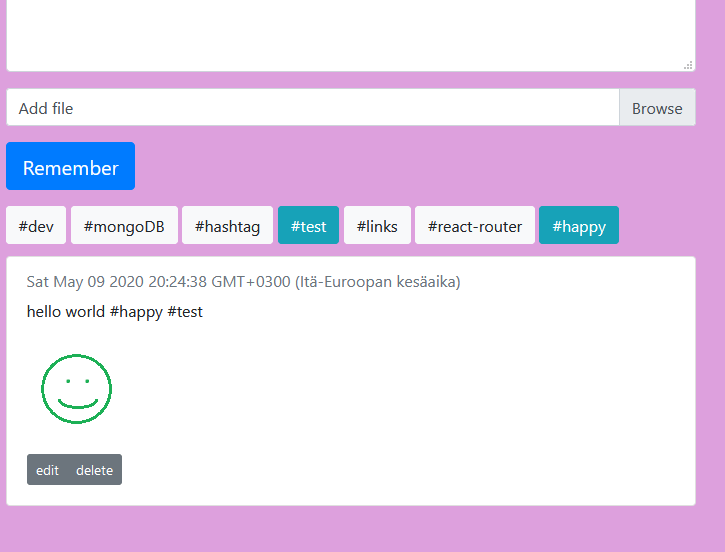 Add file Browse
Remember
#dev #mongoDB #hashtag #test #links #react-router #happy
Sat May 09 2020 20:24:38 GMT+0300 (Itä-Euroopan kesäaika)
hello world #happy #test
edit delete